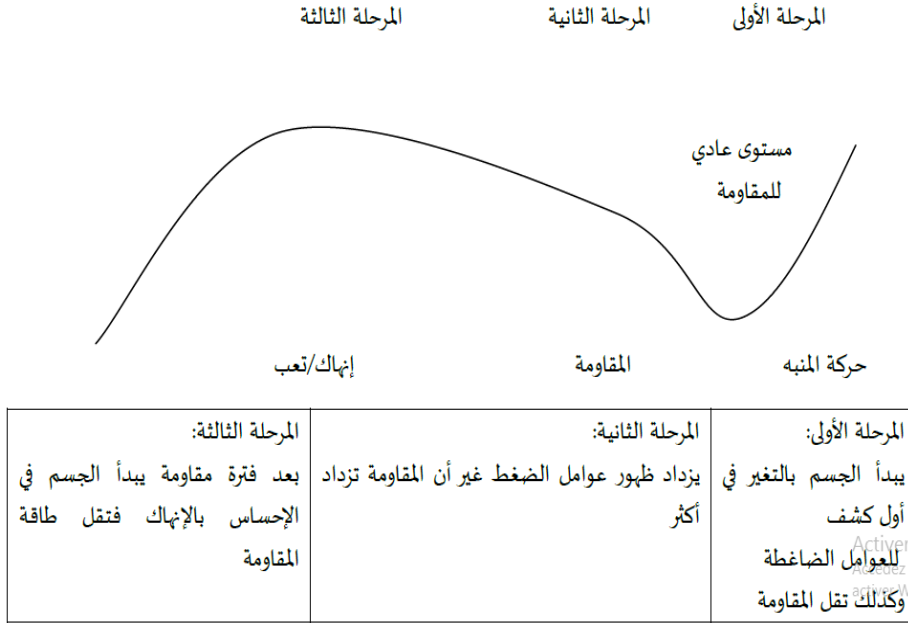 المرحلة الأولى المرحلة الثانية المرحلة الثالثة
مستوى عادي
للمقاومة
حركة المنبه المقاومة إنهاك/تعب
المرحلة الأولى:
يبدأ الجسم بالتغير في
أول كشف
للعوامل الضاغطة
وكذلك تقل المقاومة
المرحلة الثانية:
يزداد ظهور عوامل الضغط غير أن المقاومة تزداد
أكثر
المرحلة الثالثة:
بعد فترة مقاومة يبدأ الجسم في
الإحساس بالإنهاك فتقل طاقة
المقاومة